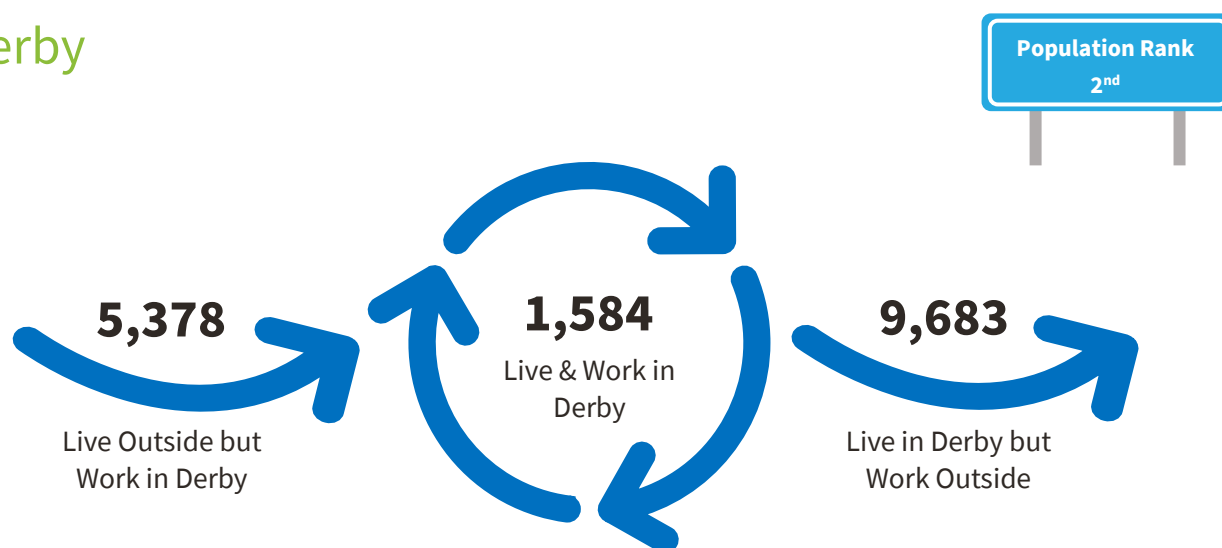 erby
Population Rank
2nd
5,378
Live Outside but
Work in Derby
1,584
Live & Work in
Derby
9,683
Live in Derby but
Work Outside